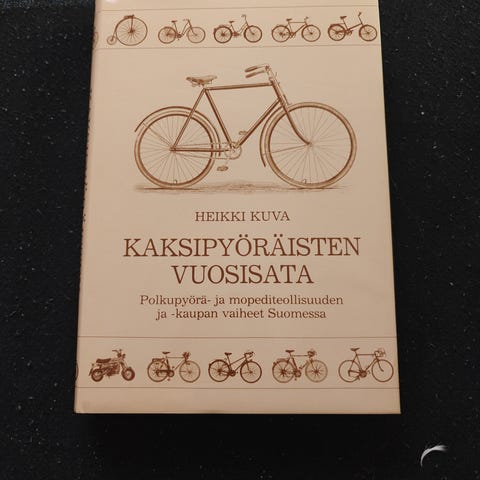 HEIKKI KUVA
KAKSIPYÖRÄISTEN
VUOSISATA
Polkupyörä- ja mopediteollisuuden
ja -kaupan vaiheet Suomessa